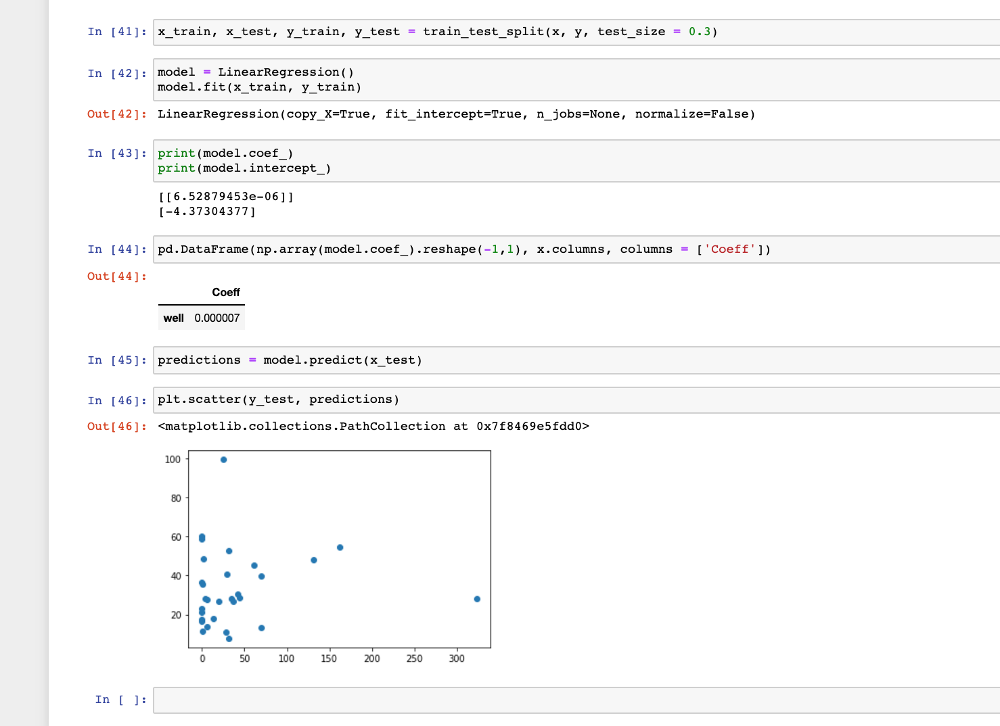 In [41]: x_train, x_test, y_train, y_test = train_test_split(x, y, test_size = 0.3)
In [42]: model = LinearRegression()
model.fit(x_train, y_train)
Out[42]: LinearRegression(copy_X=True, fit_intercept=True, n_jobs=None, normalize=False)
In [43]: print(model.coef_)
print(model.intercept_)
[[6.52879453e-06]]
[-4.37304377]
In [44]: pd.DataFrame(np.array(model.coef_).reshape(-1,1), x.columns, columns = ['Coeff'])
Out[44]:
Coeff
well 0.000007
In [45]: predictions = model.predict(x_test)
In [46]: plt.scatter(y_test, predictions)
Out[46]: <matplotlib.collections.PathCollection at 0x7f8469e5fdd0>
100
80
60
40
20
0 50 100 150 200 250 300
In [ ]: